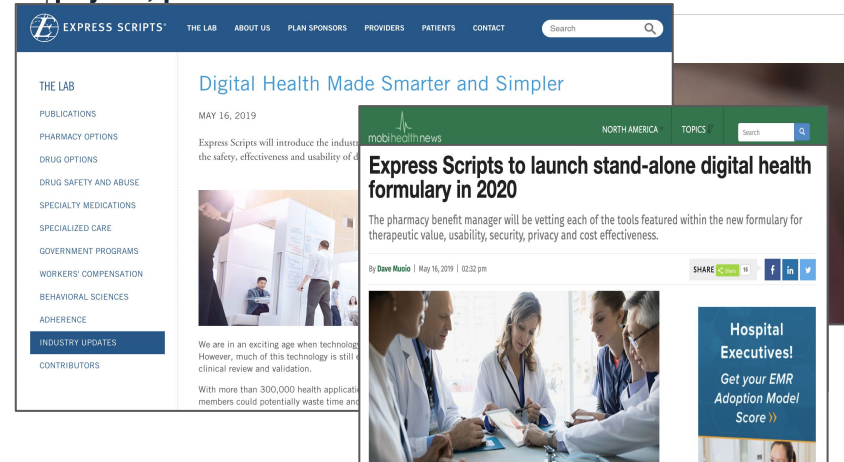 EXPRESS SCRIPTS®
THE LAB ABOUT US PLAN SPONSORS PROVIDERS PATIENTS CONTACT
Search
THE LAB
PUBLICATIONS
PHARMACY OPTIONS
DRUG OPTIONS
DRUG SAFETY AND ABUSE
SPECIALTY MEDICATIONS
SPECIALIZED CARE
GOVERNMENT PROGRAMS
WORKERS' COMPENSATION
BEHAVIORAL SCIENCES
ADHERENCE
INDUSTRY UPDATES
CONTRIBUTORS
Digital Health Made Smarter and Simpler
MAY 16, 2019
Express Scripts will introduce the
the safety, effectiveness and usability of
We are in an exciting age when
However, much of this technology is still
clinical review and validation.
With more than 300,000 health
members could potentially waste time and
mobihealthnews
NORTH AMERICA TOPICS
Search
Express Scripts to launch stand-alone digital health
formulary in 2020
The pharmacy benefit manager will be vetting each of the tools featured within the new formulary for
therapeutic value, usability, security, privacy and cost effectiveness.
By Dave Muoio | May 16, 2019 | 02:32 pm
SHARE Share 16
Hospital
Executives!
Get your EMR
Adoption Model
Score